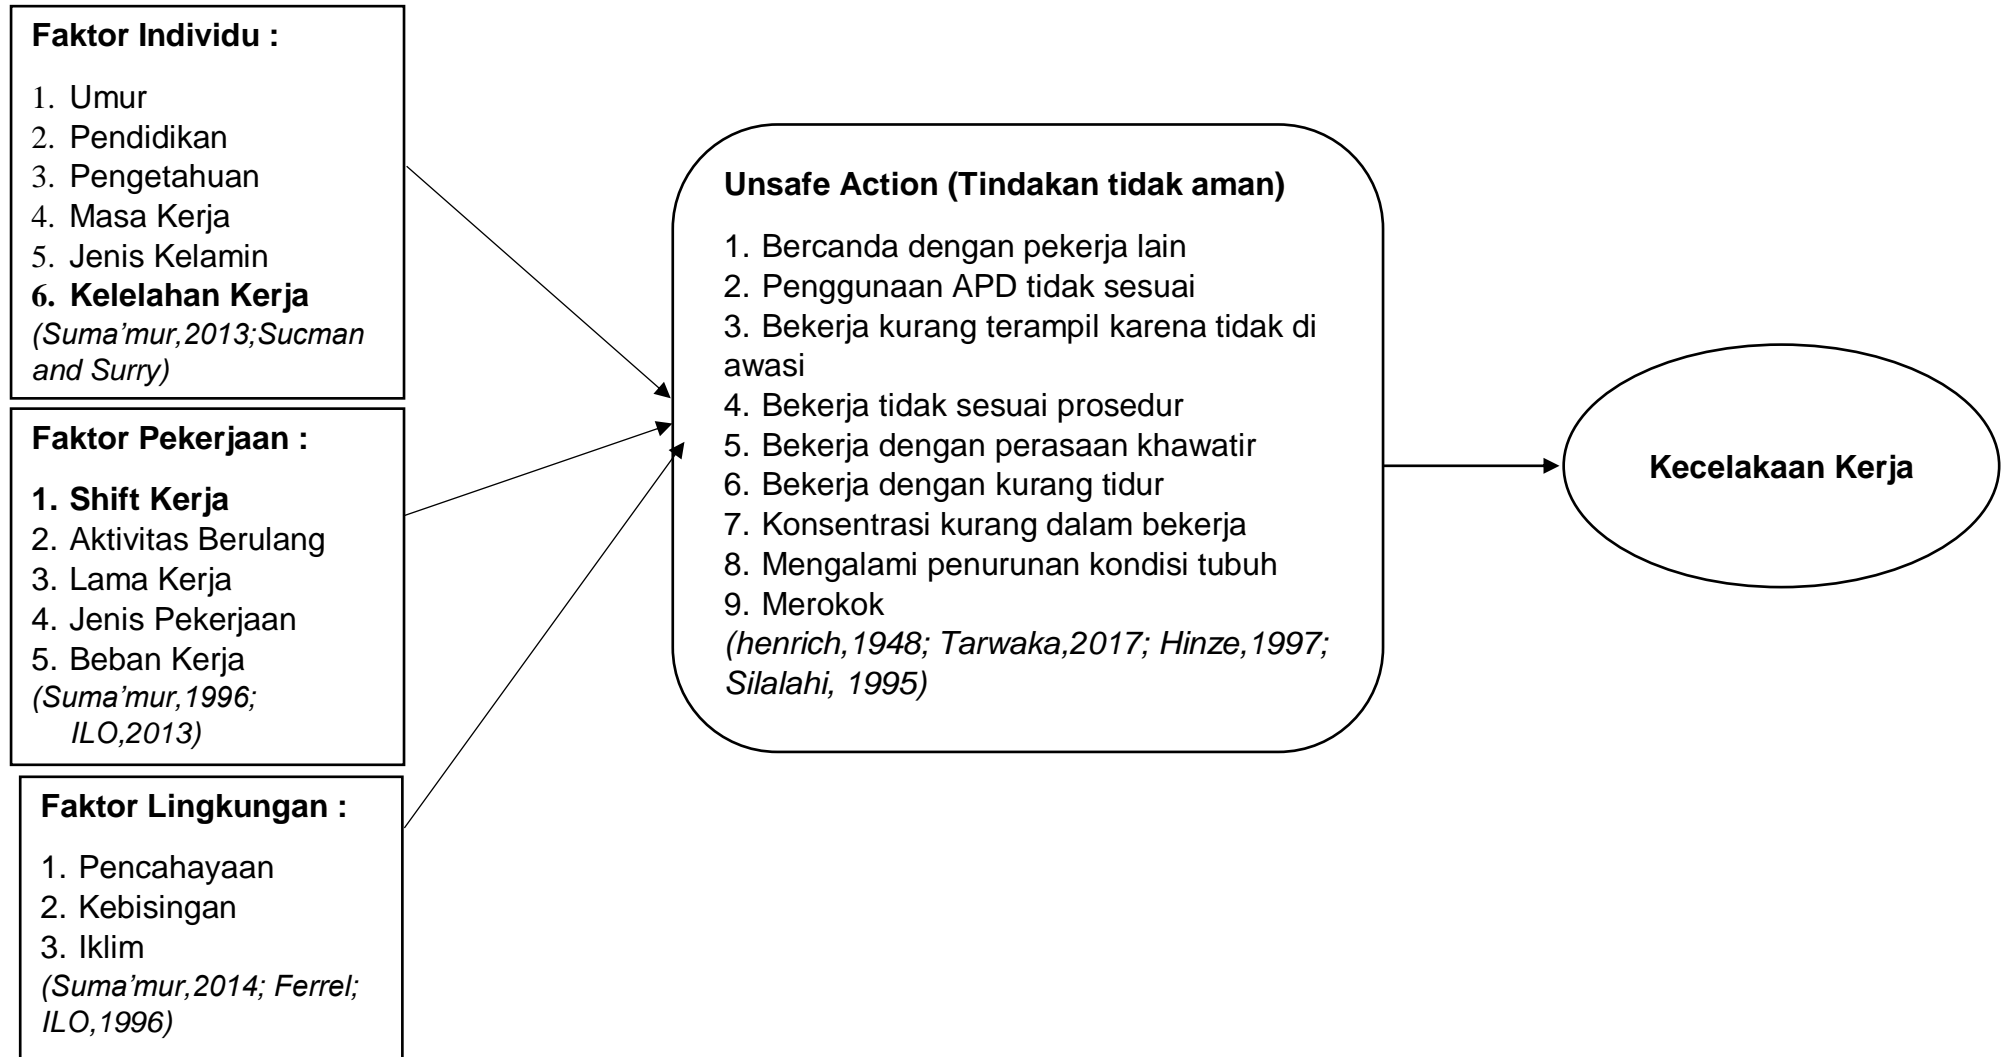 Faktor Individu :
1. Umur
2. Pendidikan
3. Pengetahuan
4. Masa Kerja
5. Jenis Kelamin
6. Kelelahan Kerja
(Suma’mur,2013;Sucman
and Surry)
Faktor Pekerjaan :
1. Shift Kerja
2. Aktivitas Berulang
3. Lama Kerja
4. Jenis Pekerjaan
5. Beban Kerja
(Suma’mur,1996;
ILO,2013)
Faktor Lingkungan :
1. Pencahayaan
2. Kebisingan
3. Iklim
(Suma’mur,2014; Ferrel;
ILO,1996)
Unsafe Action (Tindakan tidak aman)
1. Bercanda dengan pekerja lain
2. Penggunaan APD tidak sesuai
3. Bekerja kurang terampil karena tidak di
awasi
4. Bekerja tidak sesuai prosedur
5. Bekerja dengan perasaan khawatir
6. Bekerja dengan kurang tidur
7. Konsentrasi kurang dalam bekerja
8. Mengalami penurunan kondisi tubuh
9. Merokok
(henrich,1948; Tarwaka,2017; Hinze,1997;
Silalahi, 1995)
Kecelakaan Kerja